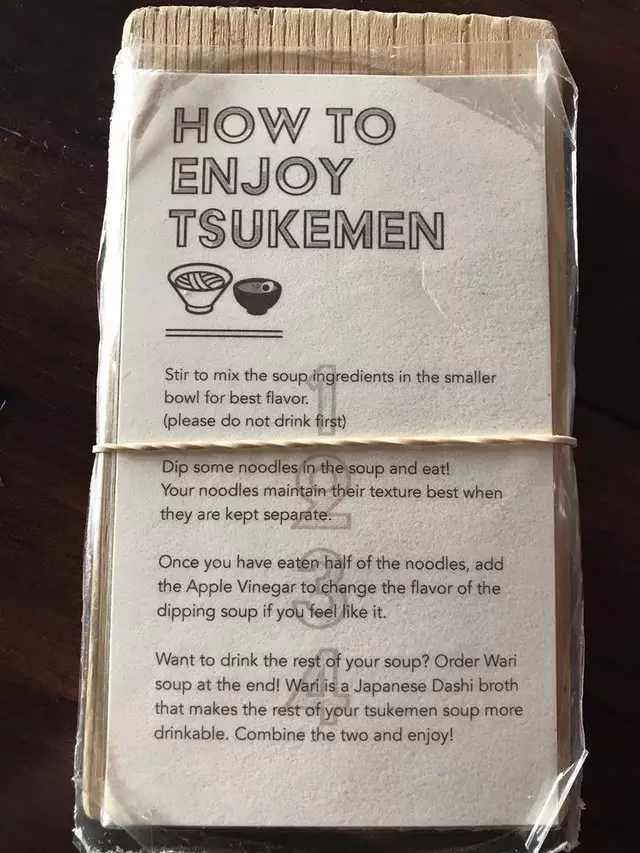 HOW TO
ENJOY
TSUKEMEN
1
Stir to mix the soup ingredients in the smaller
bowl for best flavor.
(please do not drink first)
2
Dip some noodles in the soup and eat!
Your noodles maintain their texture best when
they are kept separate.
3
Once you have eaten half of the noodles, add
the Apple Vinegar to change the flavor of the
dipping soup if you feel like it.
4
Want to drink the rest of your soup? Order Wari
soup at the end! Wari is a Japanese Dashi broth
that makes the rest of your tsukemen soup more
drinkable. Combine the two and enjoy!